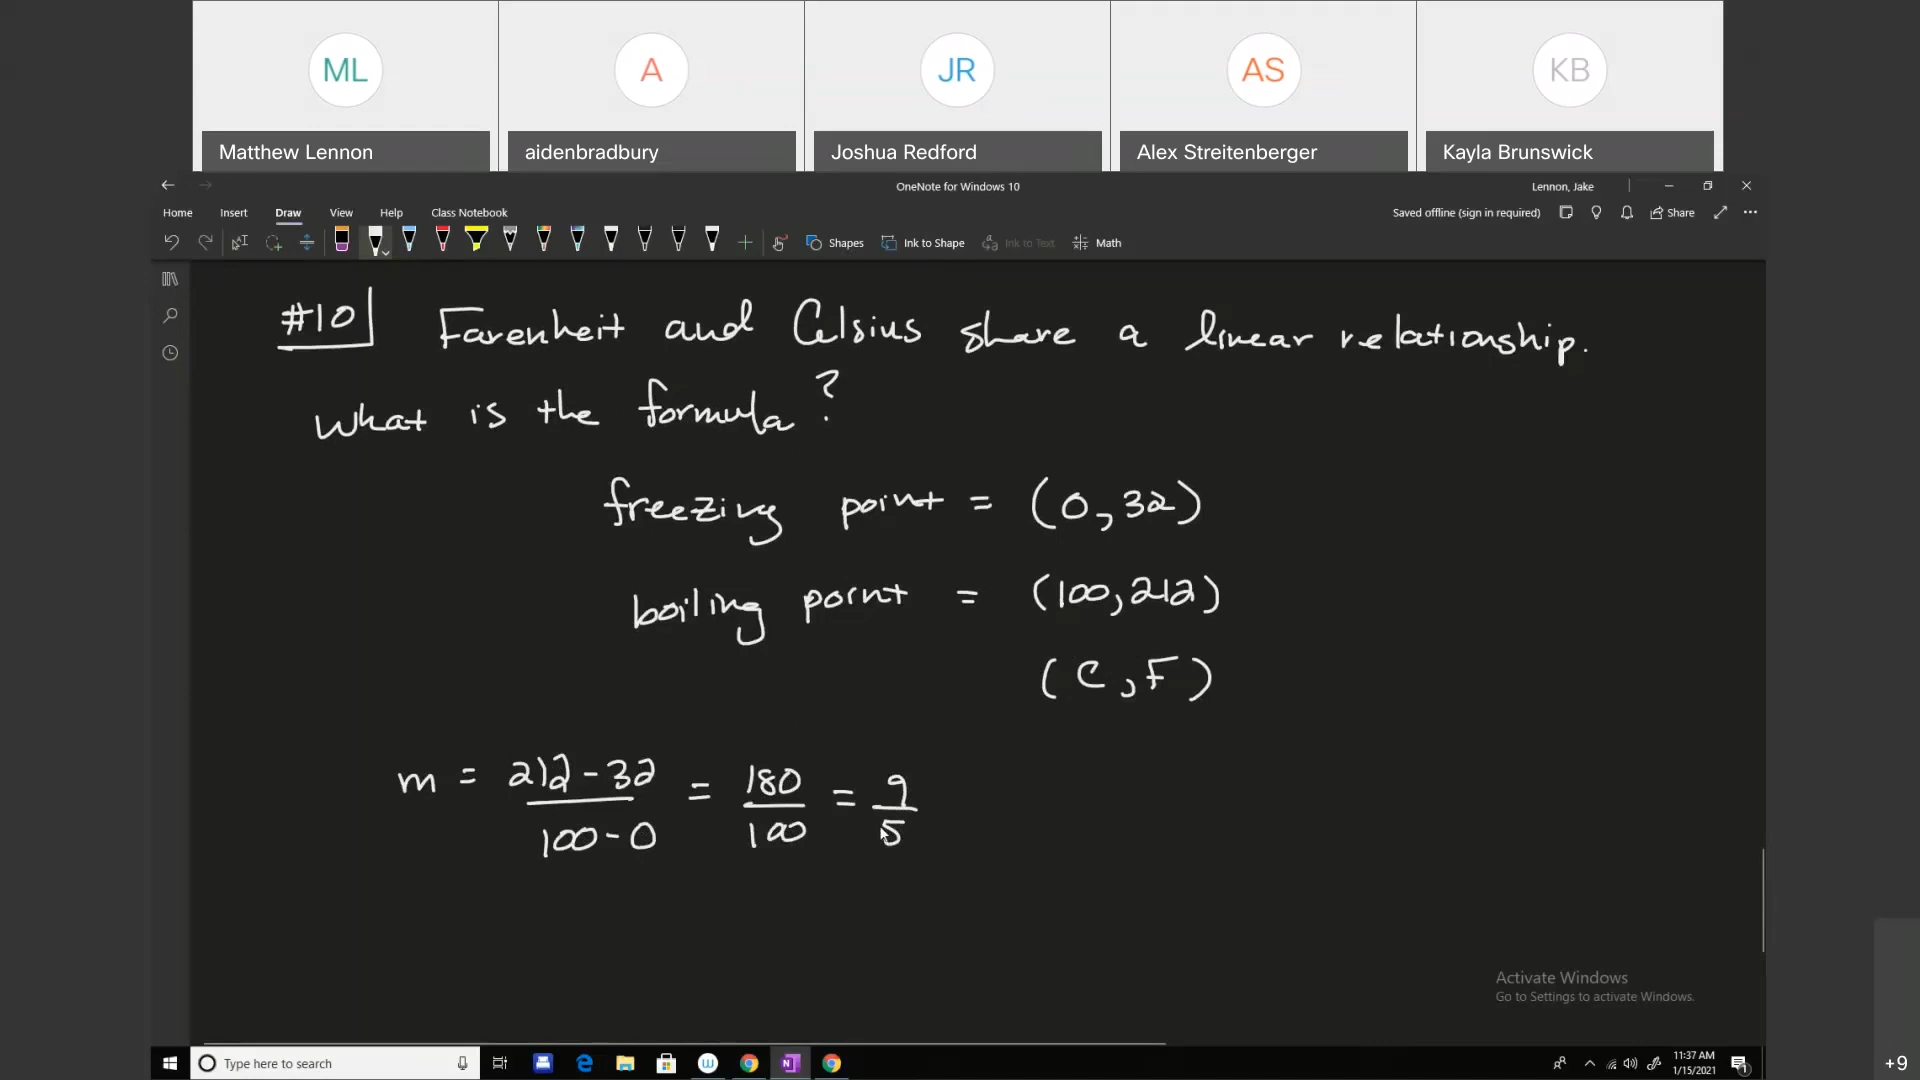 ML A JR AS KB
Matthew Lennon aidenbradbury Joshua Redford Alex Streitenberger Kayla Brunswick
OneNote for Windows 10 Lennon, Jake
Home Insert Draw View Help Class Notebook Saved offline (sign in required) Share
Shapes Ink to Shape Ink to Text Math
#10 Farenheit and Celsius share a linear relationship.
What is the formula?
freezing point = (0,32)
boiling point = (100,212)
(C,F)
m = 212-32 / 100-0 = 180/100 = 9/5
Activate Windows
Go to Settings to activate Windows.
Type here to search
11:37 AM
1/15/2021
+9